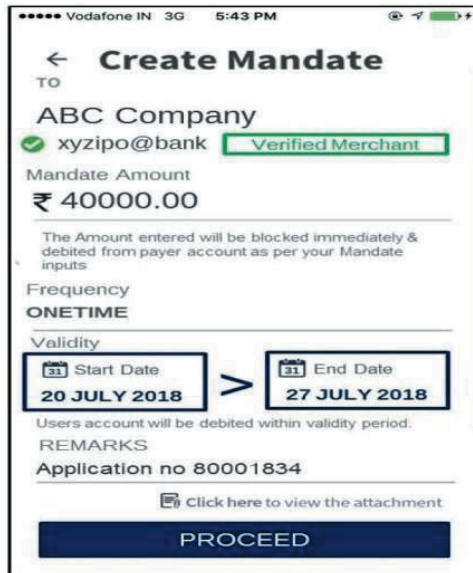 Vodafone IN 3G 5:43 PM
← Create Mandate
TO
ABC Company
xyzipo@bank Verified Merchant
Mandate Amount
₹ 40000.00
The Amount entered will be blocked immediately &
debited from payer account as per your Mandate
inputs
Frequency
ONETIME
Validity
31 Start Date > 31 End Date
20 JULY 2018 27 JULY 2018
Users account will be debited within validity period.
REMARKS
Application no 80001834
Click here to view the attachment
PROCEED